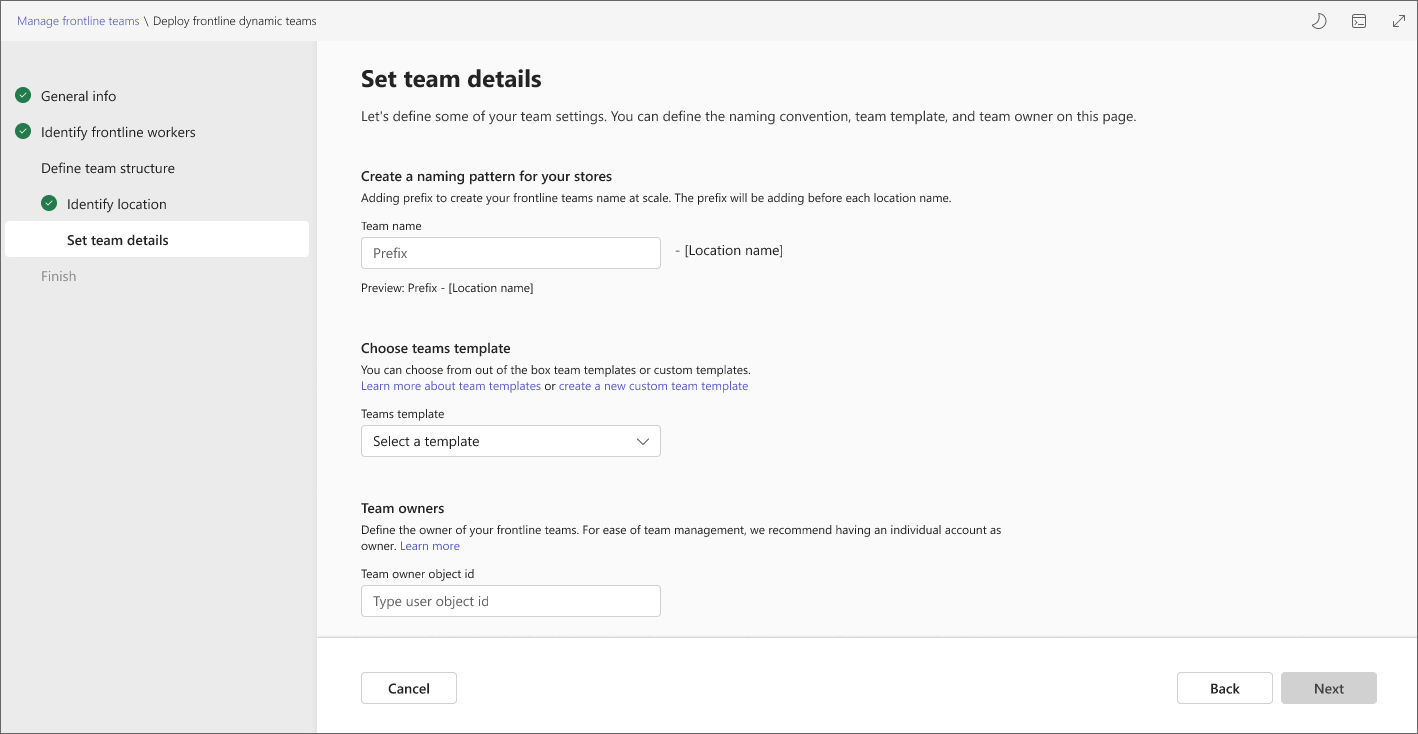 Manage frontline teams \ Deploy frontline dynamic teams
General info
Identify frontline workers
Define team structure
Identify location
Set team details
Finish
Set team details
Let's define some of your team settings. You can define the naming convention, team template, and team owner on this page.
Create a naming pattern for your stores
Adding prefix to create your frontline teams name at scale. The prefix will be adding before each location name.
Team name
Prefix - [Location name]
Preview: Prefix - [Location name]
Choose teams template
You can choose from out of the box team templates or custom templates.
Learn more about team templates or create a new custom team template
Teams template
Select a template
Team owners
Define the owner of your frontline teams. For ease of team management, we recommend having an individual account as
owner. Learn more
Team owner object id
Type user object id
Cancel Back Next